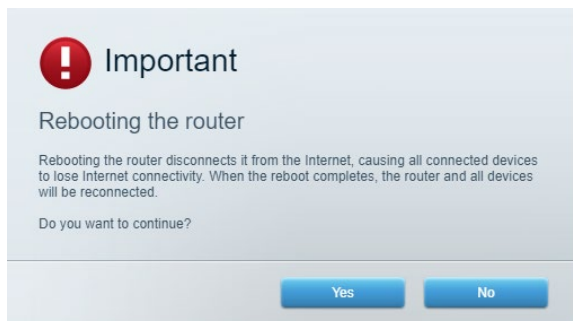 Important
Rebooting the router
Rebooting the router disconnects it from the Internet, causing all connected devices
to lose Internet connectivity. When the reboot completes, the router and all devices
will be reconnected.
Do you want to continue?
Yes No